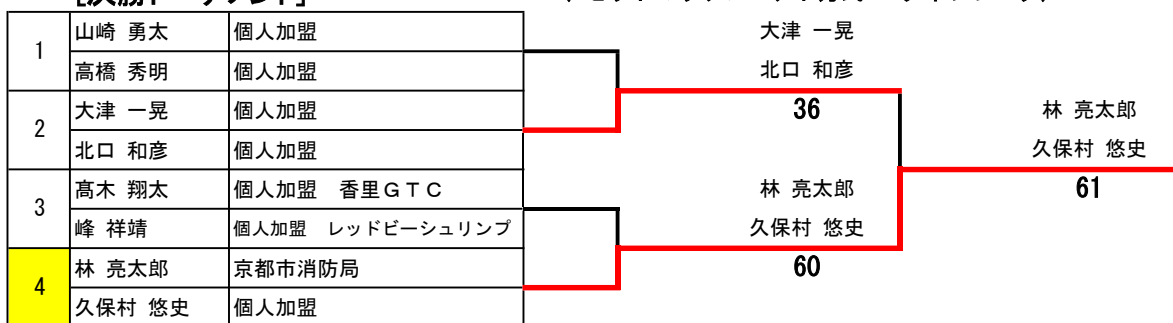 1
山崎 勇太 個人加盟
高橋 秀明 個人加盟
2
大津 一晃 個人加盟
北口 和彦 個人加盟
3
髙木 翔太 個人加盟 香里ＧＴＣ
峰 祥靖 個人加盟 レッドビーシュリンプ
4
林 亮太郎 京都市消防局
久保村 悠史 個人加盟
大津 一晃
北口 和彦
36
林 亮太郎
久保村 悠史
60
林 亮太郎
久保村 悠史
61